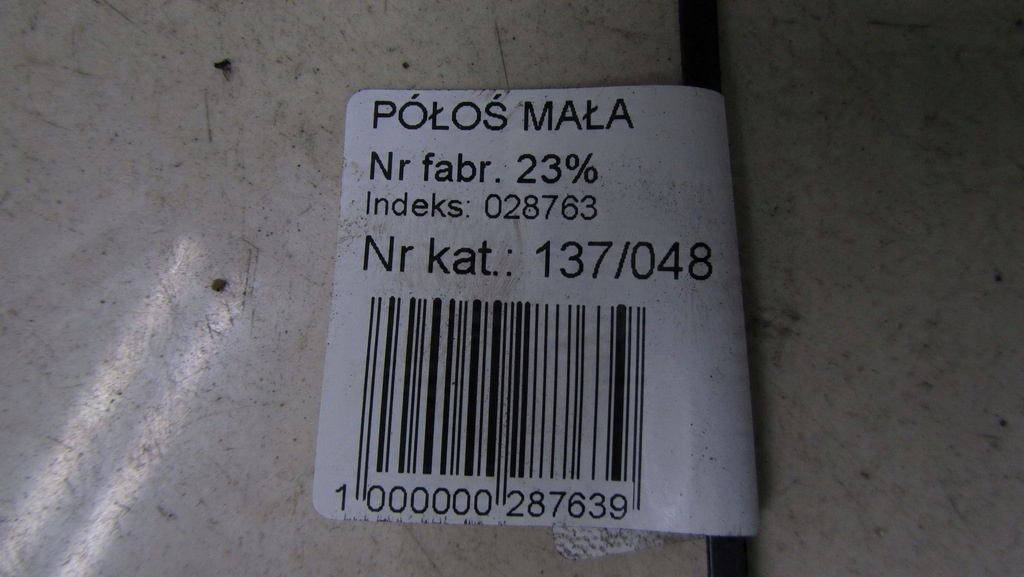 PÓŁOŚ MAŁA
Nr fabr. 23%
Indeks: 028763
Nr kat.: 137/048
1 000000 287639